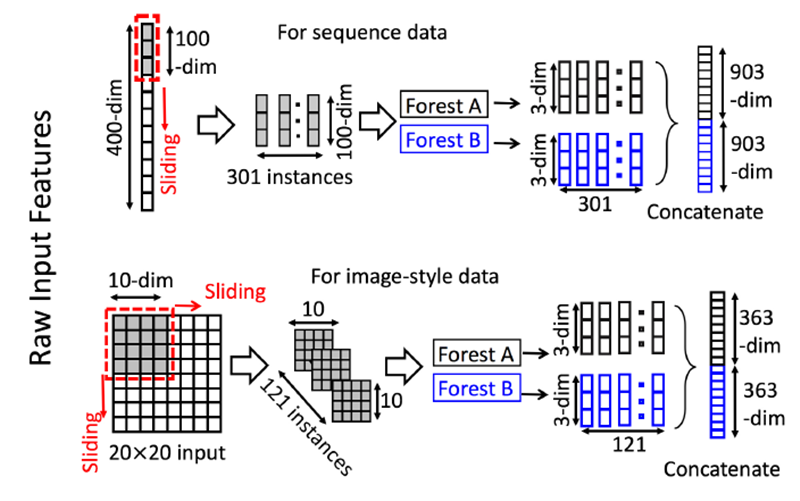 Raw Input Features
For sequence data
400-dim
100
-dim
Sliding
301 instances
100-dim
Forest A
Forest B
3-dim
3-dim
301
903
-dim
903
-dim
Concatenate
For image-style data
10-dim
Sliding
Sliding
20×20 input
10
10
121 instances
Forest A
Forest B
3-dim
3-dim
121
363
-dim
363
-dim
Concatenate